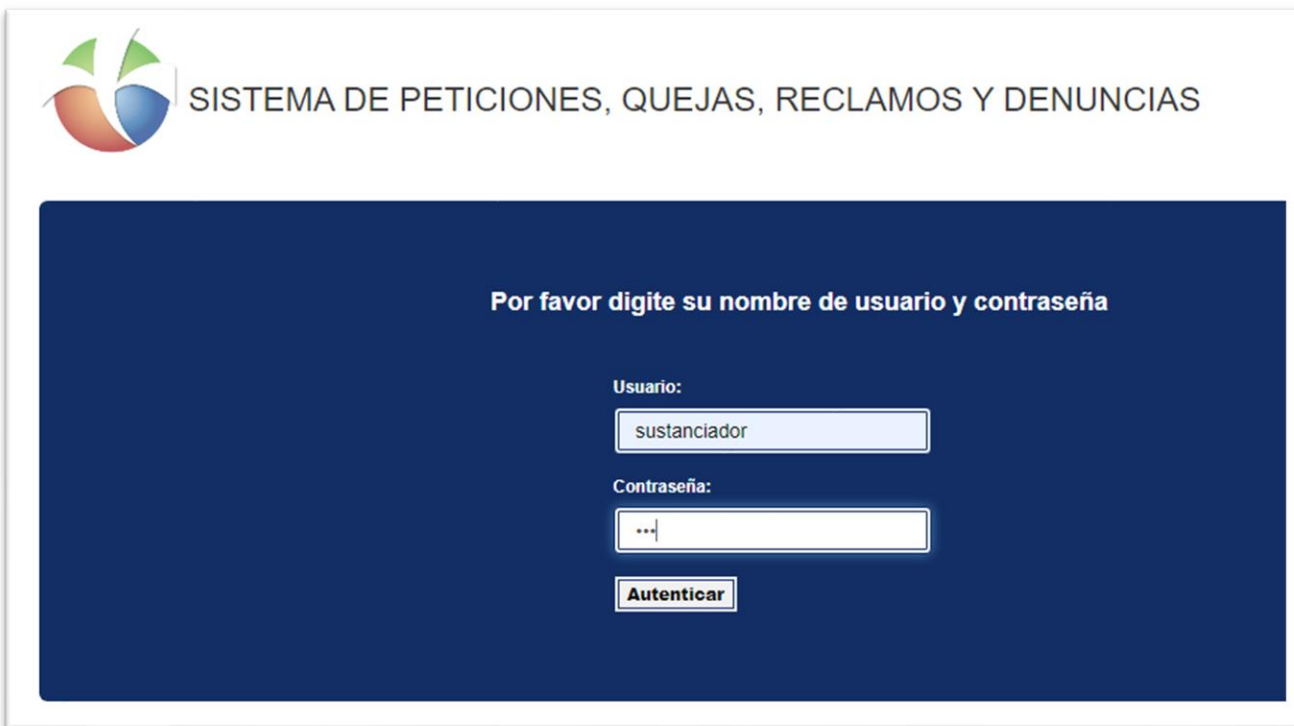 SISTEMA DE PETICIONES, QUEJAS, RECLAMOS Y DENUNCIAS
Por favor digite su nombre de usuario y contraseña
Usuario:
sustanciador
Contraseña:
•••
Autenticar